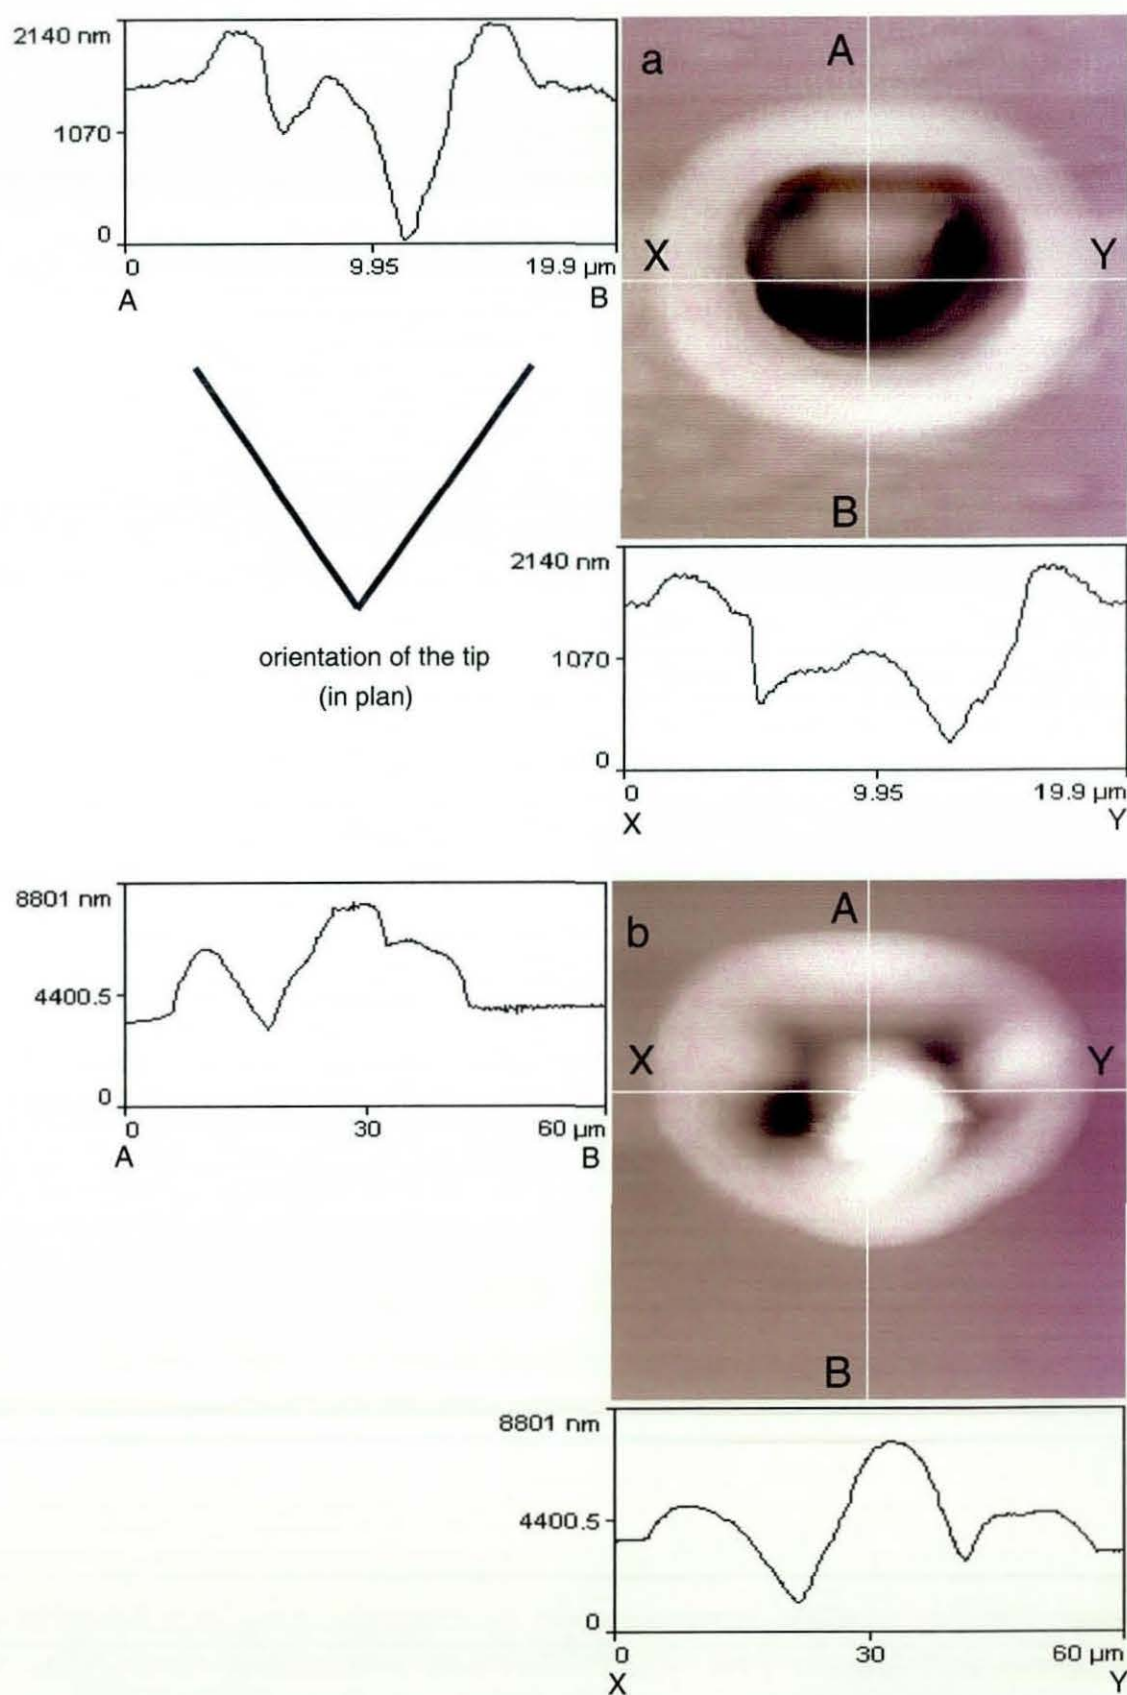 2140 nm
1070
0
0 9.95 19.9 µm
A B
a
A
X Y
B
orientation of the tip
(in plan)
2140 nm
1070
0
0 9.95 19.9 µm
X Y
8801 nm
4400.5
0
0 30 60 µm
A B
b
A
X Y
B
8801 nm
4400.5
0
0 30 60 µm
X Y